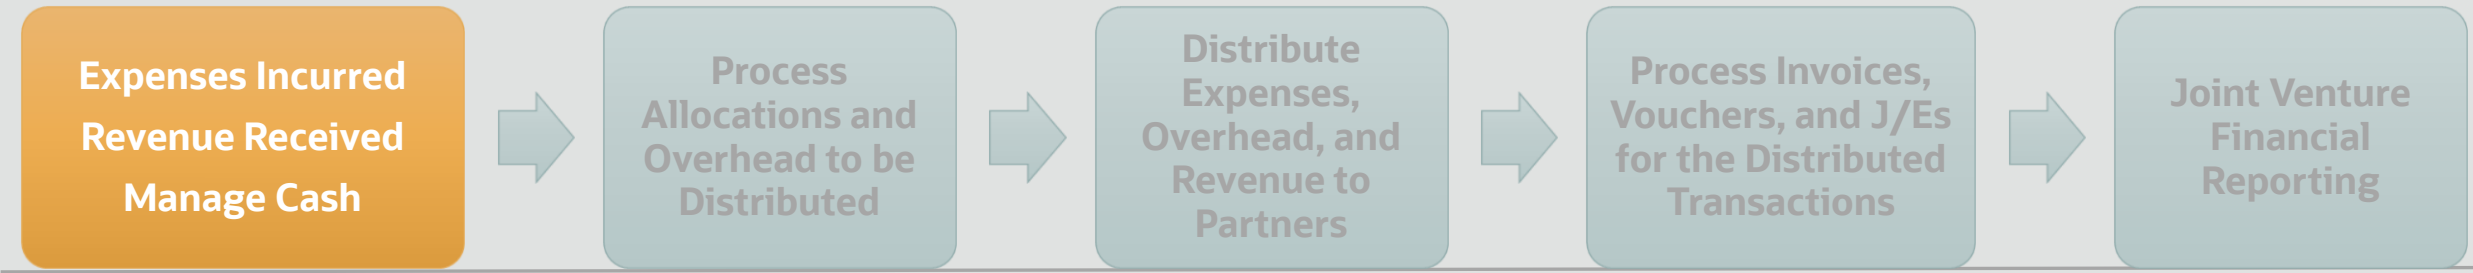 Expenses Incurred
Revenue Received
Manage Cash
Process
Allocations and
Overhead to be
Distributed
Distribute
Expenses,
Overhead, and
Revenue to
Partners
Process Invoices,
Vouchers, and J/Es
for the Distributed
Transactions
Joint Venture
Financial
Reporting